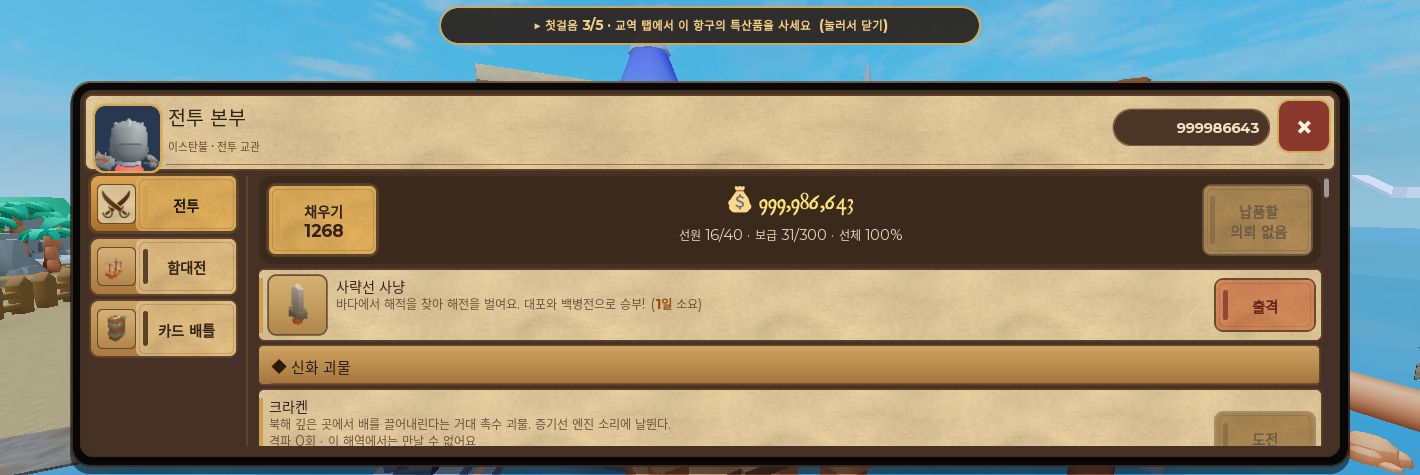 ▸ 첫걸음 3/5 · 교역 탭에서 이 항구의 특산품을 사세요 (눌러서 닫기)
전투 본부
이스탄불 · 전투 교관
999986643
×
전투
함대전
카드 배틀
채우기
1268
999,986,643
선원 16/40 · 보급 31/300 · 선체 100%
납품할
의뢰 없음
사략선 사냥
바다에서 해적을 찾아 해전을 벌여요. 대포와 백병전으로 승부! (1일 소요)
출격
◆ 신화 괴물
크라켄
북해 깊은 곳에서 배를 끌어내린다는 거대 촉수 괴물. 증기선 엔진 소리에 날뛴다.
격파 0회 · 이 해역에서는 만날 수 없어요
도전